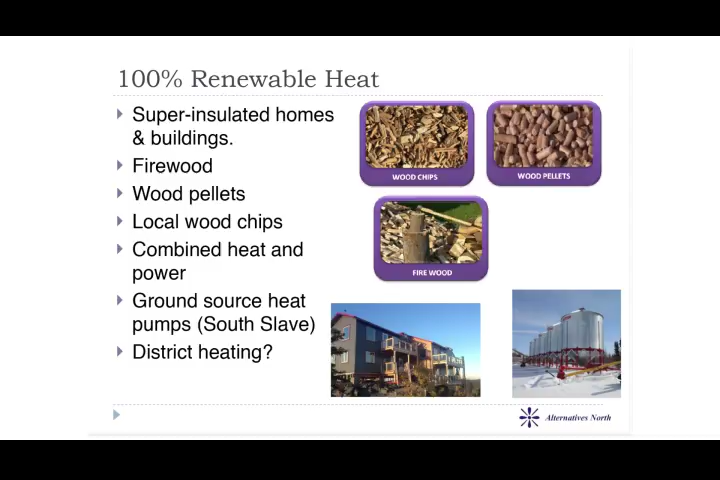 100% Renewable Heat
Super-insulated homes
& buildings.
Firewood
Wood pellets
Local wood chips
Combined heat and
power
Ground source heat
pumps (South Slave)
District heating?
WOOD CHIPS
WOOD PELLETS
FIRE WOOD
Alternatives North